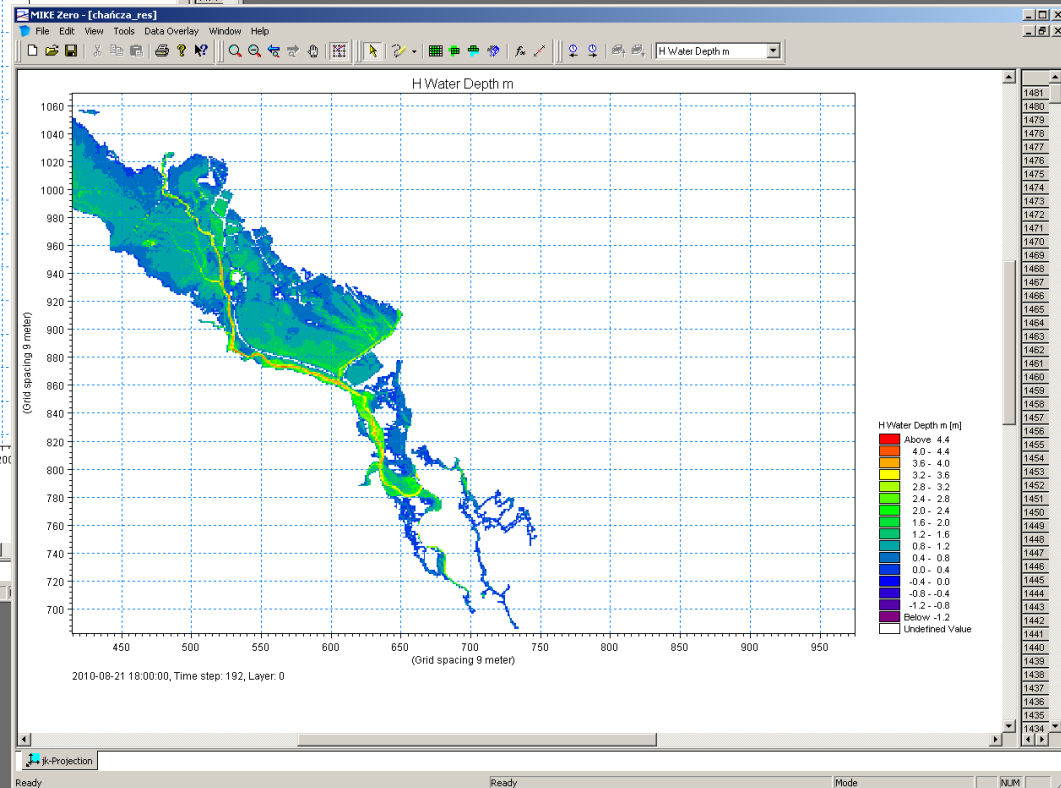 MIKE Zero - [chańcza_res]
File Edit View Tools Data Overlay Window Help
H Water Depth m
H Water Depth m
1060
1040
1020
1000
980
960
940
920
900
880
860
840
820
800
780
760
740
720
700
(Grid spacing 9 meter)
450 500 550 600 650 700 750 800 850 900 950
(Grid spacing 9 meter)
2010-08-21 18:00:00, Time step: 192, Layer: 0
H Water Depth m [m]
Above 4.4
4.0 - 4.4
3.6 - 4.0
3.2 - 3.6
2.8 - 3.2
2.4 - 2.8
2.0 - 2.4
1.6 - 2.0
1.2 - 1.6
0.8 - 1.2
0.4 - 0.8
0.0 - 0.4
-0.4 - 0.0
-0.8 - -0.4
-1.2 - -0.8
Below -1.2
Undefined Value
1481
1480
1479
1478
1477
1476
1475
1474
1473
1472
1471
1470
1469
1468
1467
1466
1465
1464
1463
1462
1461
1460
1459
1458
1457
1456
1455
1454
1453
1452
1451
1450
1449
1448
1447
1446
1445
1444
1443
1442
1441
1440
1439
1438
1437
1436
1435
1434
jk-Projection
Ready Ready Mode NUM